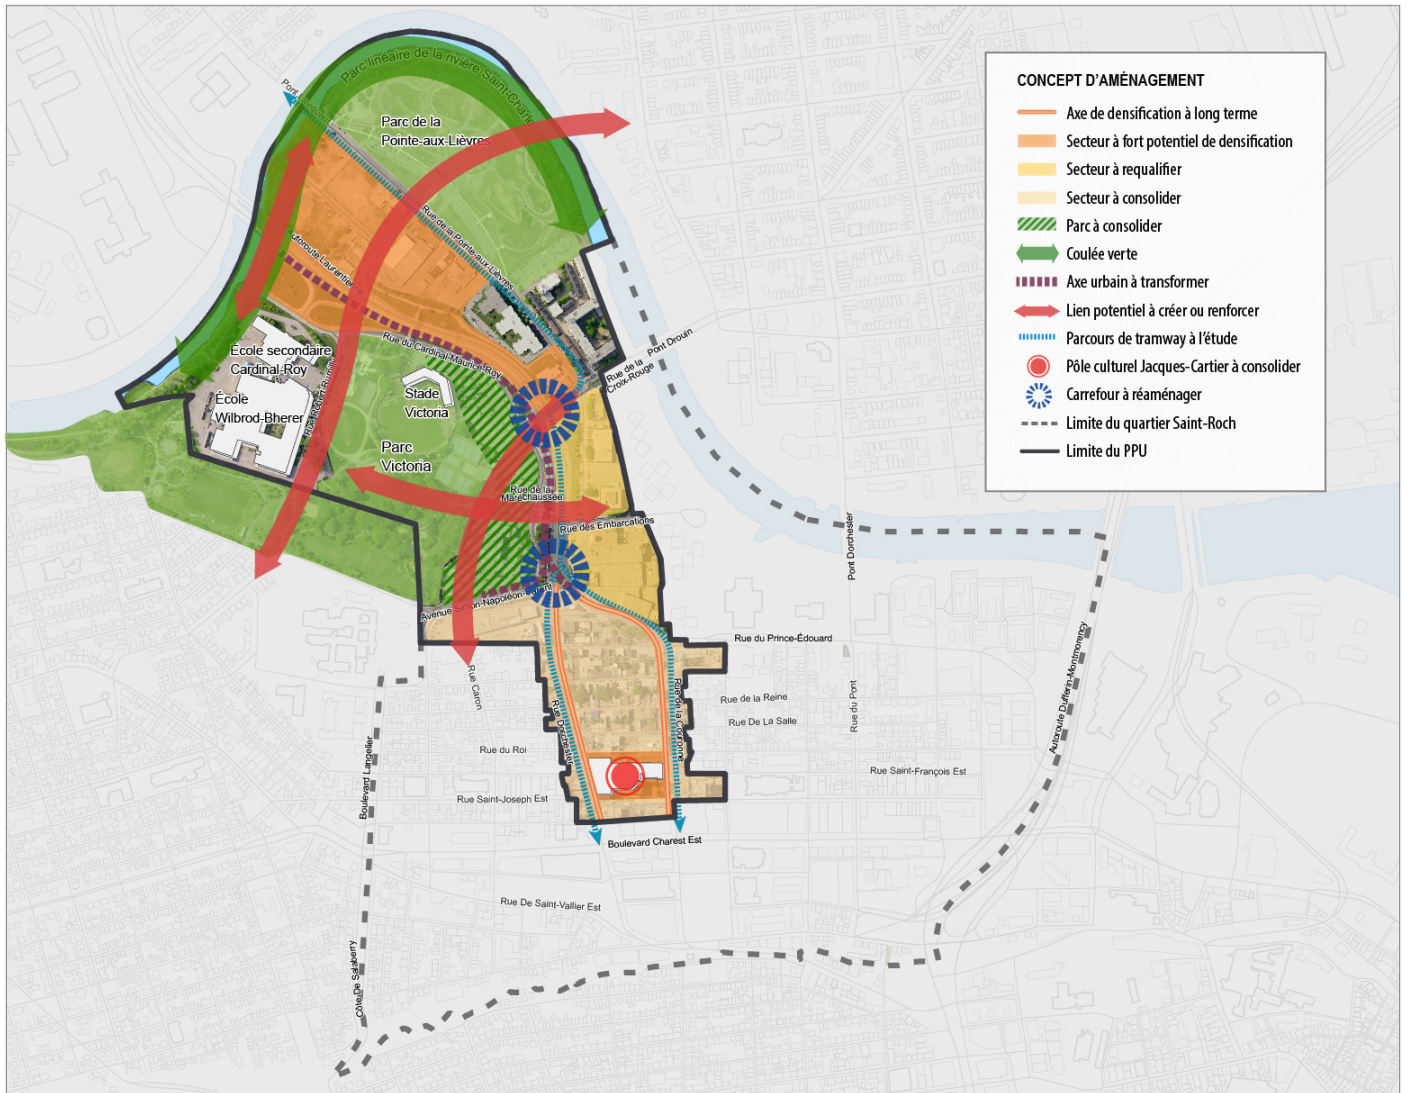 CONCEPT D'AMÉNAGEMENT
Axe de densification à long terme
Secteur à fort potentiel de densification
Secteur à requalifier
Secteur à consolider
Parc à consolider
Coulée verte
Axe urbain à transformer
Lien potentiel à créer ou renforcer
Parcours de tramway à l'étude
Pôle culturel Jacques-Cartier à consolider
Carrefour à réaménager
Limite du quartier Saint-Roch
Limite du PPU
Parc linéaire de la rivière Saint-Charles
Pont
Parc de la
Pointe-aux-Lièvres
Rue de la Pointe-aux-Lièvres
Autoroute Laurentienne
Rue du Cardinal-Maurice-Roy
École secondaire
Cardinal-Roy
École
Wilbrod-Bherer
Stade
Victoria
Parc
Victoria
Rue de la
Croix-Rouge
Pont Drouin
Rue de la
Maréchaussée
Rue des Embarcations
Avenue Simon-Napoléon-Parent
Pont Dorchester
Rue du Prince-Édouard
Rue Caron
Rue de la Reine
Rue De La Salle
Rue du Pont
Rue Dorchester
Rue de la Couronne
Rue du Roi
Rue Saint-François Est
Rue Saint-Joseph Est
Boulevard Langelier
Boulevard Charest Est
Autoroute Dufferin-Montmorency
Rue De Saint-Vallier Est
Côte De Salaberry